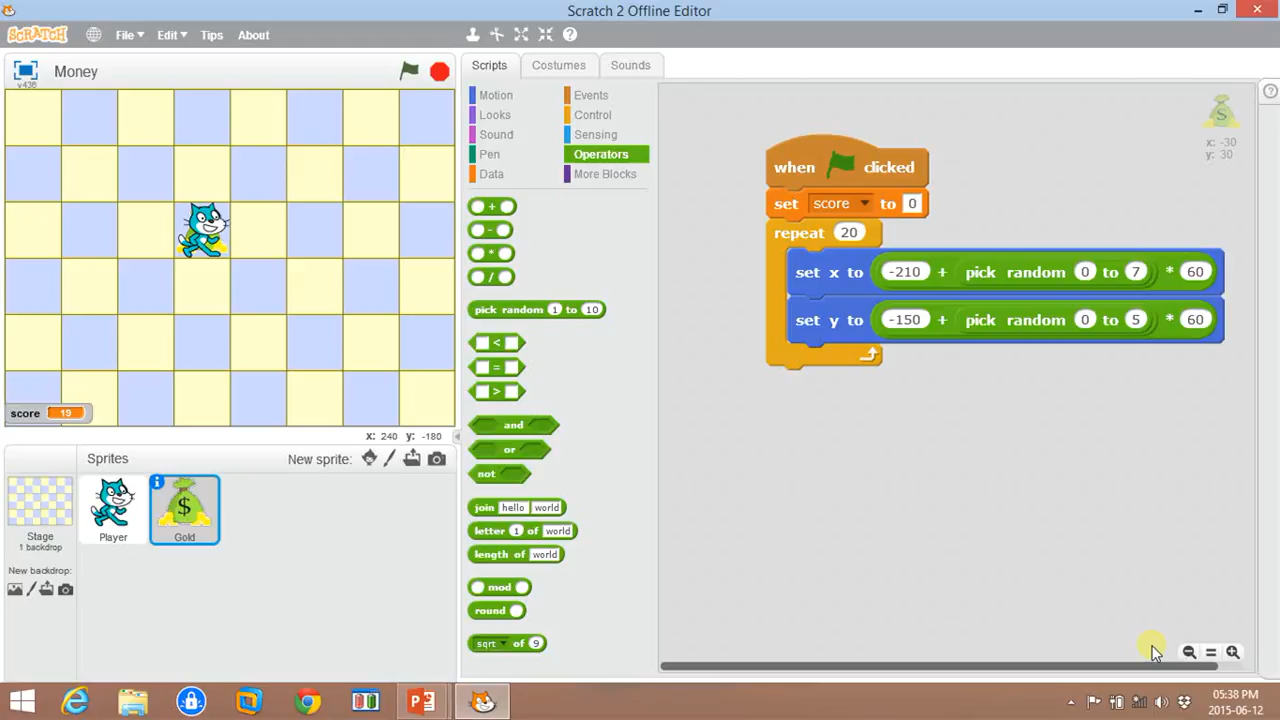 Scratch 2 Offline Editor
SCRATCH File Edit Tips About
v436 Money
Scripts Costumes Sounds
Motion Events
Looks Control
Sound Sensing
Pen Operators
Data More Blocks
+
-
*
/
pick random 1 to 10
<
=
>
and
or
not
join hello world
letter 1 of world
length of world
mod
round
sqrt of 9
when clicked
set score to 0
repeat 20
set x to -210 + pick random 0 to 7 * 60
set y to -150 + pick random 0 to 5 * 60
$
x: -30
y: 30
score 19
x: 240 y: -180
Sprites New sprite:
Stage
1 backdrop
New backdrop:
Player
$
Gold
05:38 PM
2015-06-12